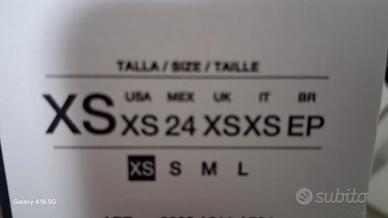 TALLA / SIZE / TAILLE
USA MEX UK IT BR
XS XS 24 XS XS EP
XS S M L
Galaxy A16 5G
subito